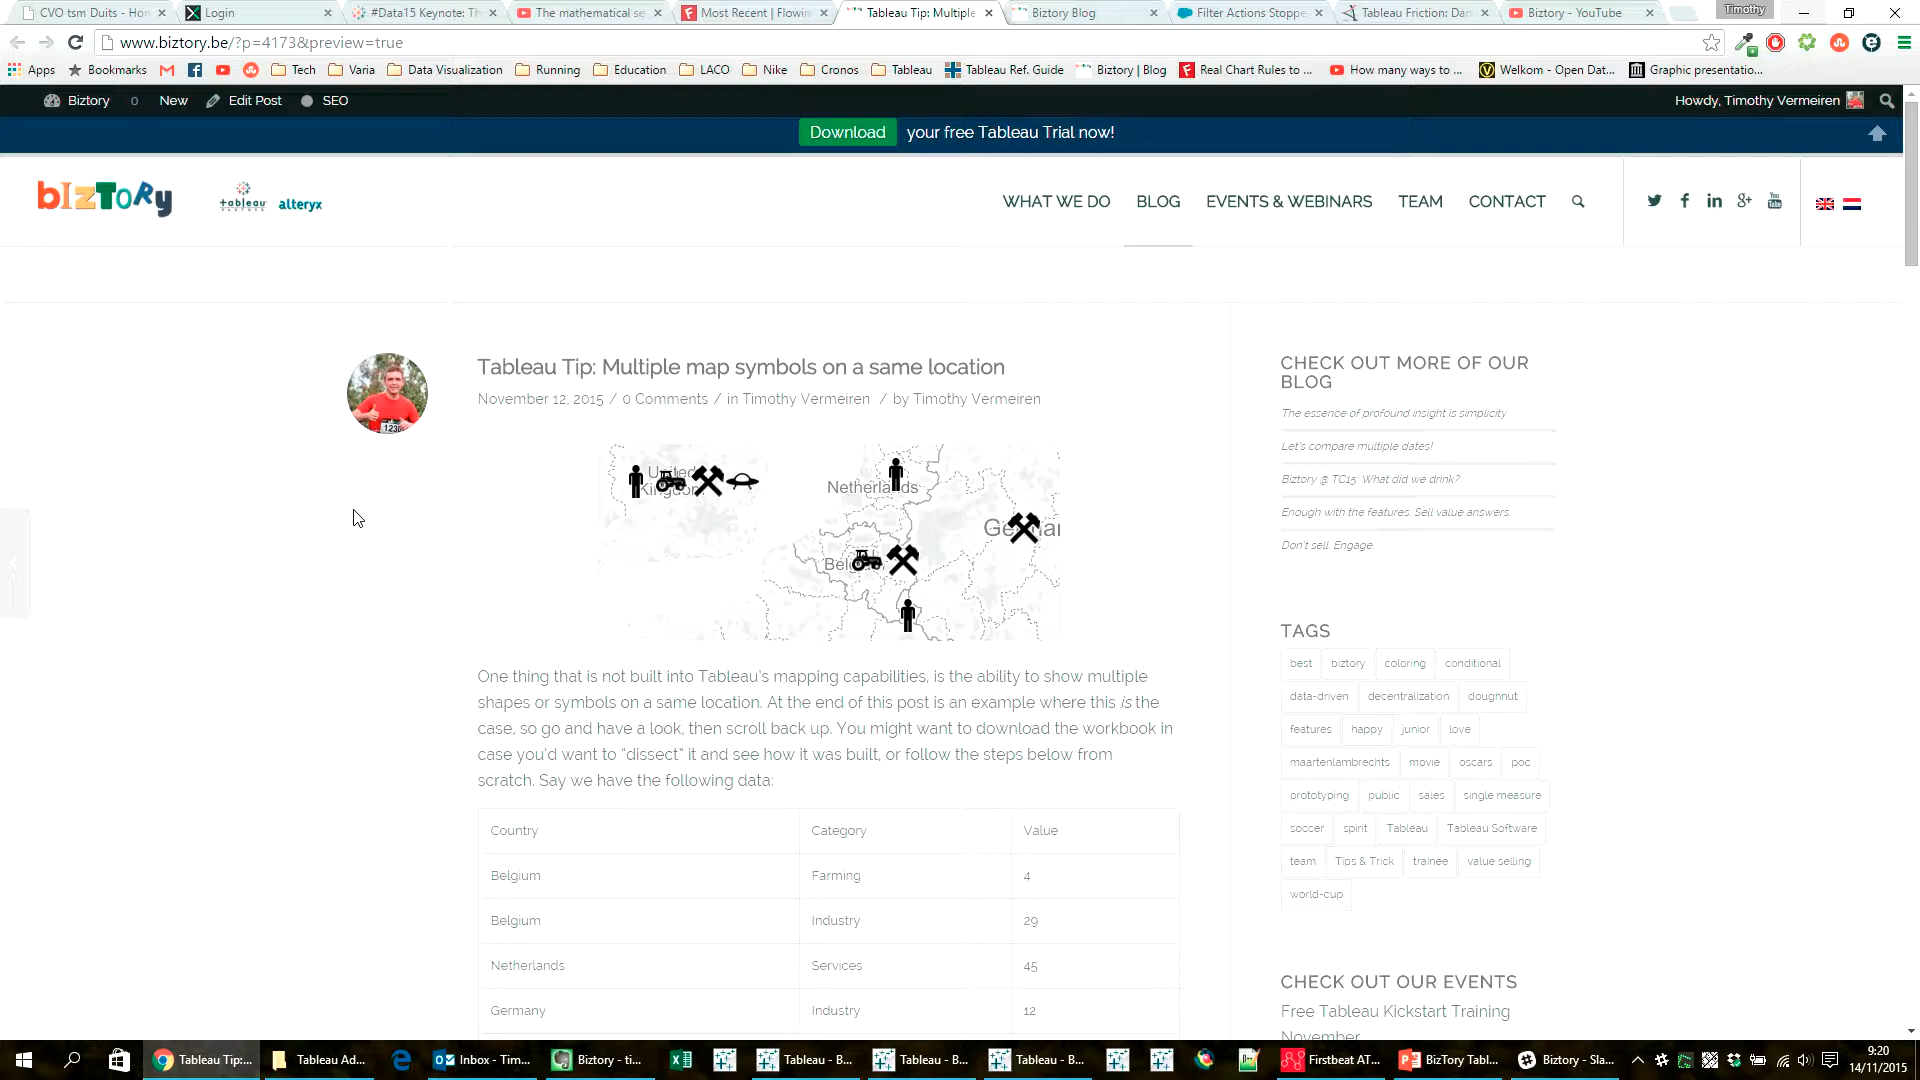 CVO tsm Duits - Hon
Login
#Data15 Keynote: Th
The mathematical se
Most Recent | Flowin
Tableau Tip: Multiple
Biztory Blog
Filter Actions Stoppe
Tableau Friction: Dan
Biztory - YouTube
Timothy
www.biztory.be/?p=4173&preview=true
Apps Bookmarks Tech Varia Data Visualization Running Education LACO Nike Cronos Tableau Tableau Ref. Guide Biztory | Blog Real Chart Rules to ... How many ways to ... Welkom - Open Dat... Graphic presentatio...
Biztory 0 New Edit Post SEO Howdy, Timothy Vermeiren
Download your free Tableau Trial now!
bIzToRy tableau alteryx
WHAT WE DO BLOG EVENTS & WEBINARS TEAM CONTACT
Tableau Tip: Multiple map symbols on a same location
November 12, 2015 / 0 Comments / in Timothy Vermeiren / by Timothy Vermeiren
United
Kingdom
Netherlands
1230
One thing that is not built into Tableau's mapping capabilities, is the ability to show multiple
shapes or symbols on a same location. At the end of this post is an example where this is the
case, so go and have a look, then scroll back up. You might want to download the workbook in
case you'd want to "dissect" it and see how it was built, or follow the steps below from
scratch. Say we have the following data:
Country Category Value
Belgium Farming 4
Belgium Industry 29
Netherlands Services 45
Germany Industry 12
CHECK OUT MORE OF OUR
BLOG
The essence of profound insight is simplicity
Let's compare multiple dates!
Biztory @ TC15: What did we drink?
Enough with the features. Sell value answers.
Don't sell. Engage.
TAGS
best biztory coloring conditional
data-driven decentralization doughnut
features happy junior love
maartenlambrechts movie oscars poc
prototyping public sales single measure
soccer spirit Tableau Tableau Software
team Tips & Trick trainee value selling
world-cup
CHECK OUT OUR EVENTS
Free Tableau Kickstart Training
November
Tableau Tip:... Tableau Ad... Inbox - Tim... Biztory - ti... Tableau - B... Tableau - B... Tableau - B... Firstbeat AT... BizTory Tabl... Biztory - Sla...
9:20
14/11/2015